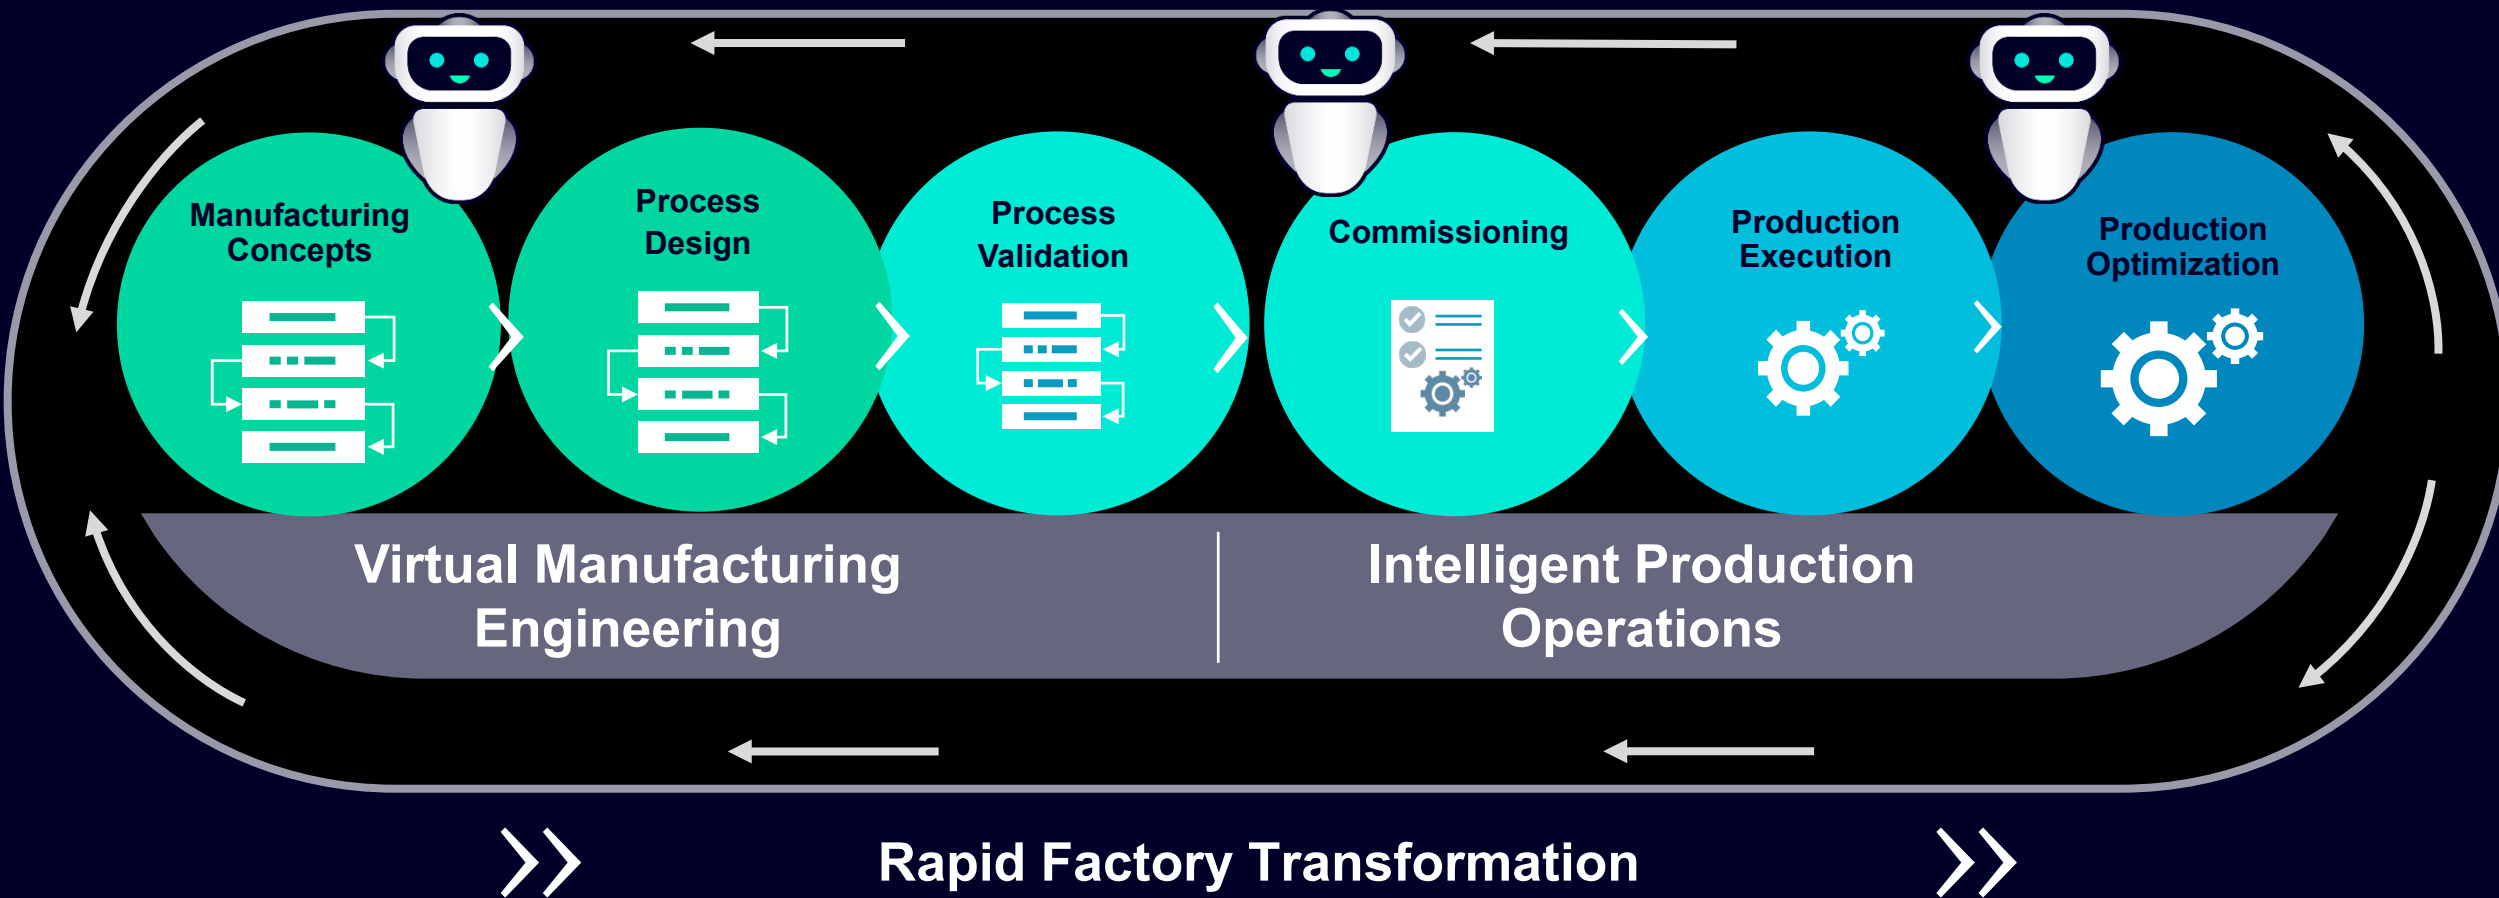 Manufacturing
Concepts
Process
Design
Process
Validation
Commissioning
Production
Execution
Production
Optimization
Virtual Manufacturing
Engineering
Intelligent Production
Operations
Rapid Factory Transformation